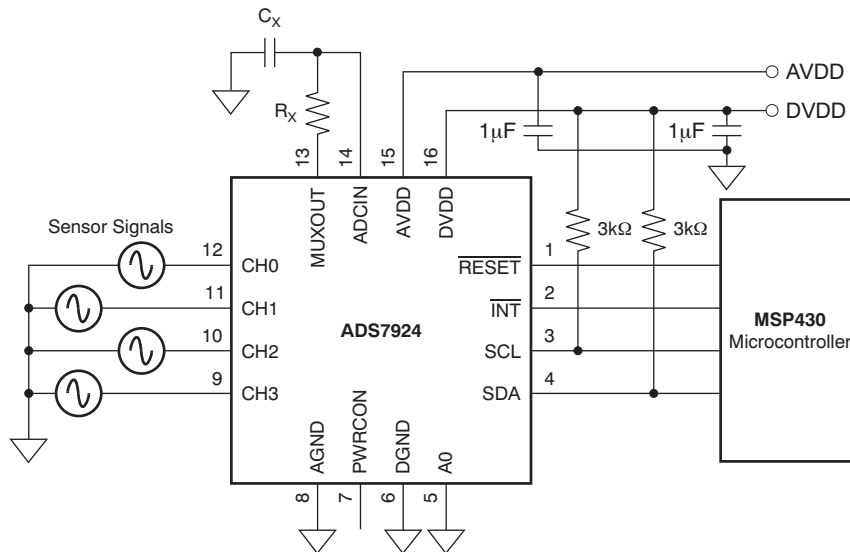 C_X
AVDD
R_X
DVDD
1μF
1μF
13
14
15
16
MUXOUT
ADCIN
AVDD
DVDD
Sensor Signals
3kΩ
3kΩ
12
CH0
RESET
1
11
CH1
INT
2
MSP430
Microcontroller
ADS7924
10
CH2
SCL
3
9
CH3
SDA
4
AGND
PWRCON
DGND
A0
8
7
6
5